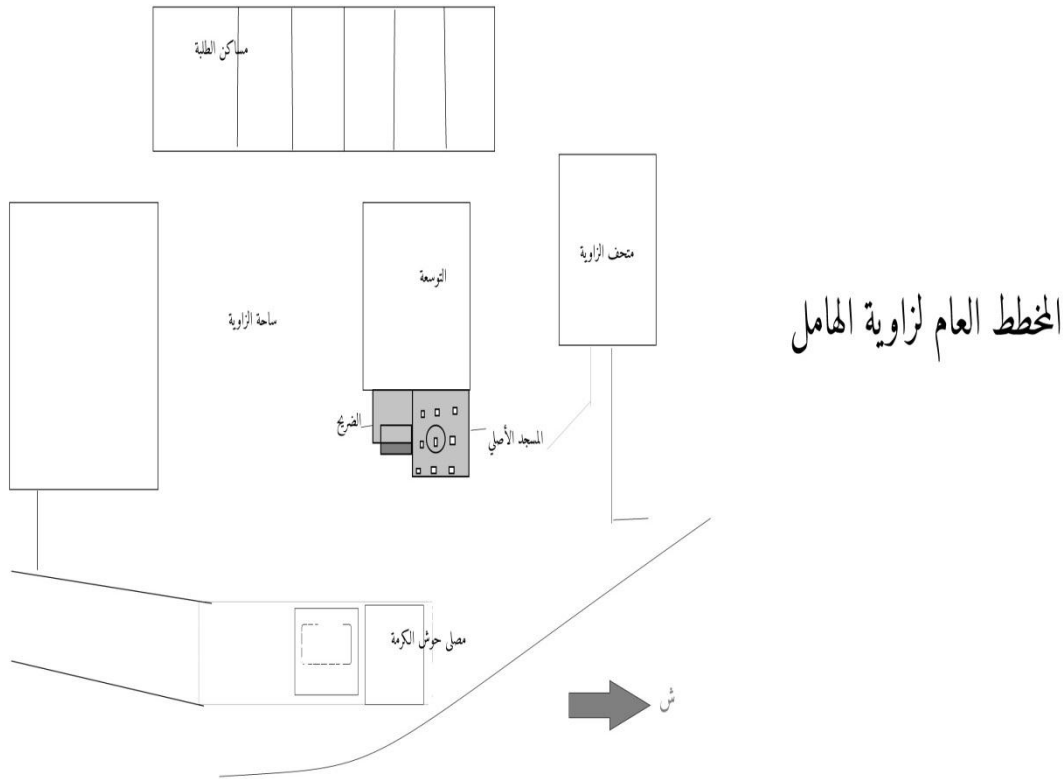 مساكن الطلبة
متحف الزاوية
التوسعة
ساحة الزاوية
المخطط العام لزاوية الهامل
الضريح
المسجد الأصلي
مصلى حوش الكرمة
ش